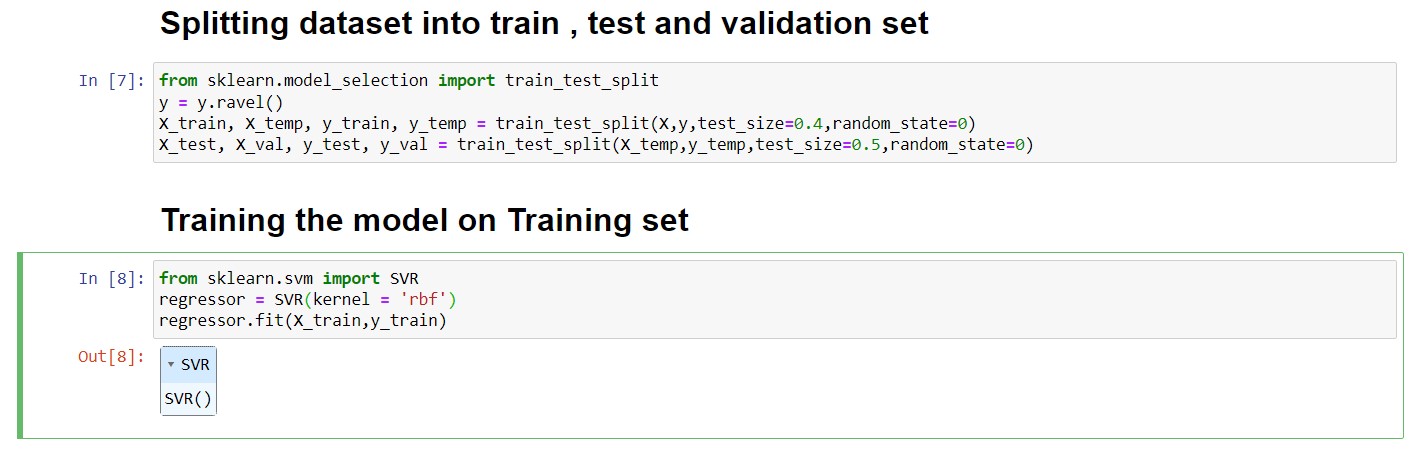 Splitting dataset into train , test and validation set
In [7]: from sklearn.model_selection import train_test_split
y = y.ravel()
X_train, X_temp, y_train, y_temp = train_test_split(X,y,test_size=0.4,random_state=0)
X_test, X_val, y_test, y_val = train_test_split(X_temp,y_temp,test_size=0.5,random_state=0)
Training the model on Training set
In [8]: from sklearn.svm import SVR
regressor = SVR(kernel = 'rbf')
regressor.fit(X_train,y_train)
Out[8]: ▾ SVR
SVR()